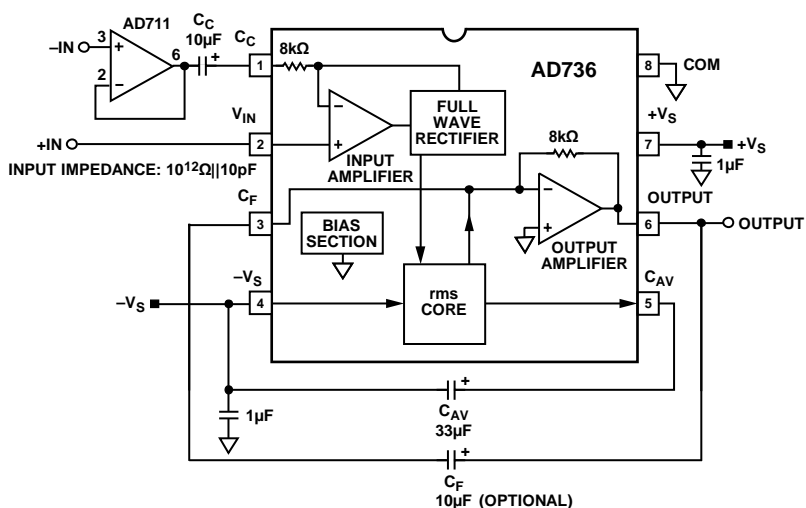 AD711
3
–IN
+
2
–
6
C_C
10µF
+
C_C
1
8kΩ
AD736
8
COM
FULL
WAVE
RECTIFIER
–
+
INPUT
AMPLIFIER
V_IN
+IN
2
INPUT IMPEDANCE: 10¹²Ω||10pF
+V_S
7
+V_S
1µF
8kΩ
C_F
3
BIAS
SECTION
–
+
OUTPUT
AMPLIFIER
OUTPUT
6
OUTPUT
–V_S
–V_S
4
rms
CORE
C_AV
5
1µF
+
C_AV
33µF
+
C_F
10µF (OPTIONAL)